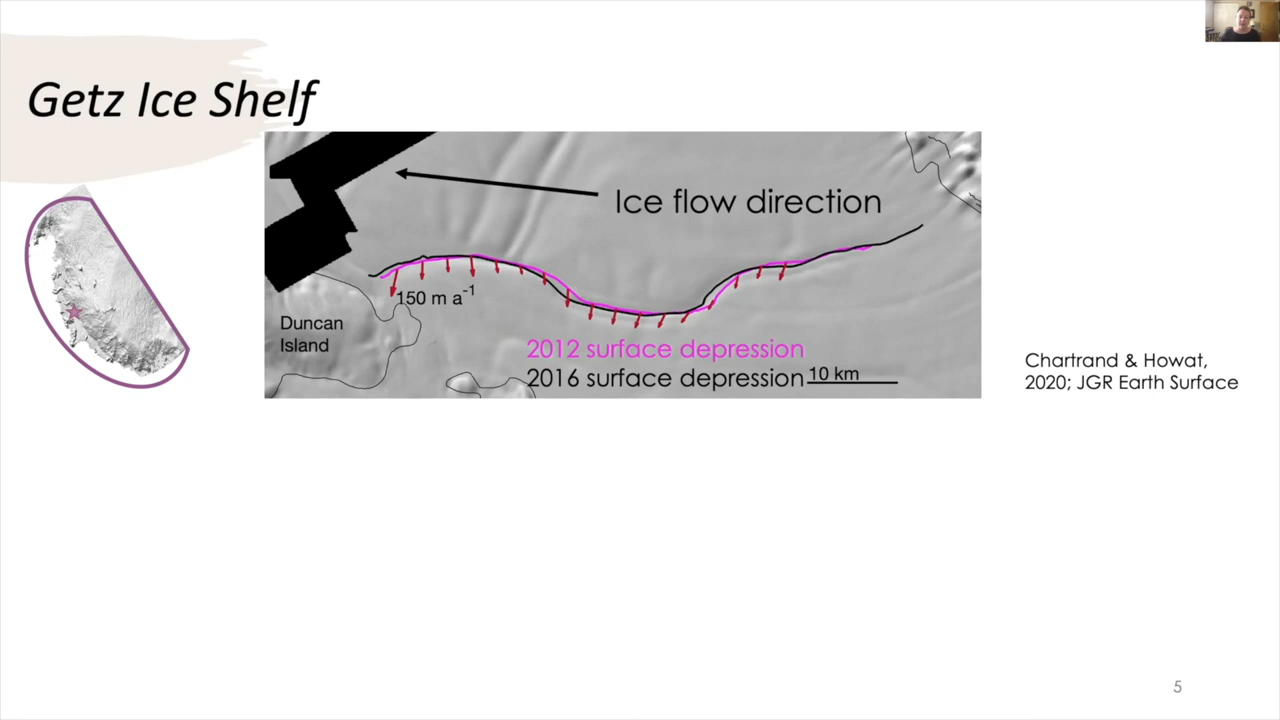 Getz Ice Shelf
Ice flow direction
150 m a⁻¹
Duncan
Island
2012 surface depression
2016 surface depression
10 km
Chartrand & Howat,
2020; JGR Earth Surface
5